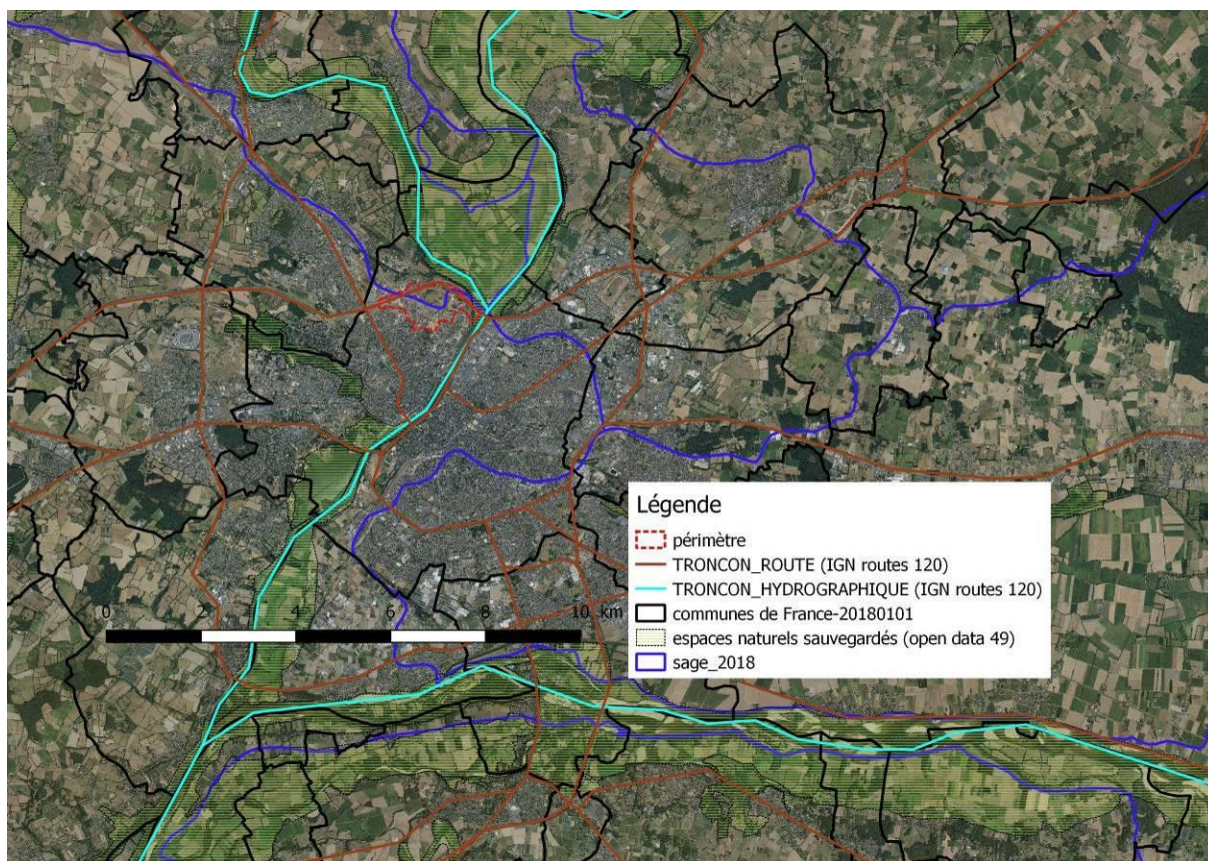 Légende
périmètre
TRONCON_ROUTE (IGN routes 120)
TRONCON_HYDROGRAPHIQUE (IGN routes 120)
communes de France-20180101
espaces naturels sauvegardés (open data 49)
sage_2018
0 2 4 6 8 10 km